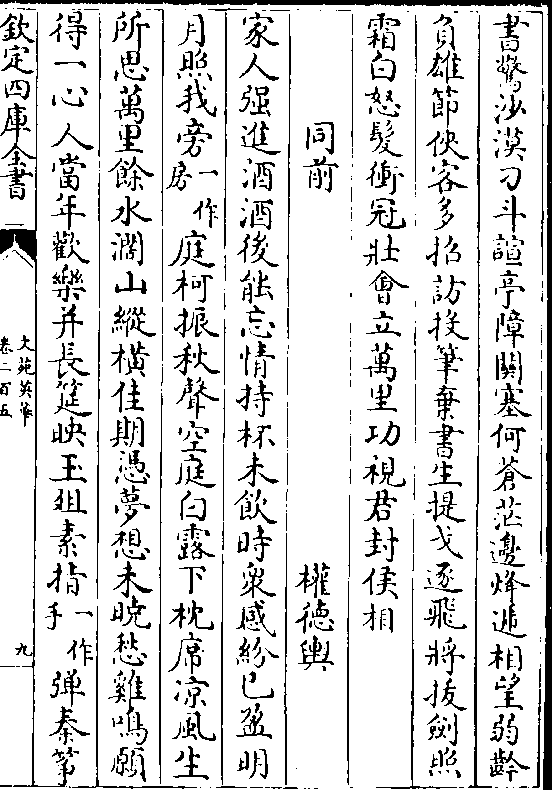 書驚沙漠刁斗諠亭障關塞何蒼茫邊烽遞相望弱齡
負雄節俠客多招訪投筆棄書生提戈逐飛將拔劍照
霜白怒髮衝冠壯會立萬里功視君封侯相
同前 權德輿
家人强進酒酒後能忘情持杯未飲時衆感紛已盈明
月照我旁一作房庭柯振秋聲空庭白露下枕席凉風生
所思萬里餘水濶山縱横佳期憑夢想未曉愁雞鳴願
得一心人當年歡樂并長筵映玉俎素指一作手弹秦筝
欽定四庫全書
文苑英華
卷二百五
九